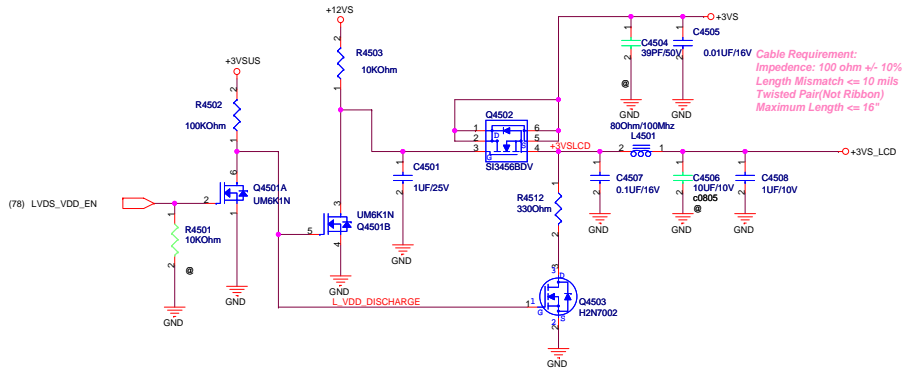 +12VS
+3VS
+3VSUS
R4503
10KOhm
C4504
39PF/50V
@
C4505
0.01UF/16V
Cable Requirement:
Impedence: 100 ohm +/- 10%
Length Mismatch <= 10 mils
Twisted Pair(Not Ribbon)
Maximum Length <= 16"
GND
GND
R4502
100KOhm
Q4502
1
2
3
6
5
4
D
G
S
SI3456BDV
+3VSLCD
80Ohm/100Mhz
L4501
2
1
+3VS_LCD
C4501
1UF/25V
GND
C4507
0.1UF/16V
GND
C4506
10UF/10V
c0805
@
GND
C4508
1UF/10V
GND
(78) LVDS_VDD_EN
2
6
1
Q4501A
UM6K1N
R4501
10KOhm
@
GND
GND
5
3
4
UM6K1N
Q4501B
GND
R4512
330Ohm
L_VDD_DISCHARGE
1
1
G
3
D
S
2
Q4503
H2N7002
GND